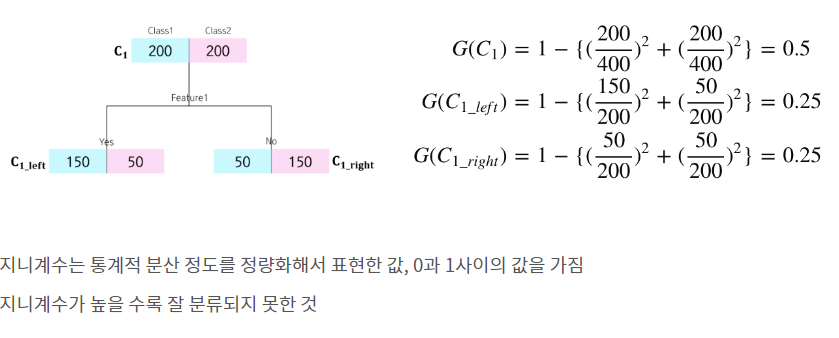 Class1 Class2
C₁ 200 200
Feature1
Yes No
C₁_left 150 50 50 150 C₁_right
G(C₁) = 1 − {(200/400)² + (200/400)²} = 0.5
G(C₁_left) = 1 − {(150/200)² + (50/200)²} = 0.25
G(C₁_right) = 1 − {(50/200)² + (50/200)²} = 0.25
지니계수는 통계적 분산 정도를 정량화해서 표현한 값, 0과 1사이의 값을 가짐
지니계수가 높을 수록 잘 분류되지 못한 것